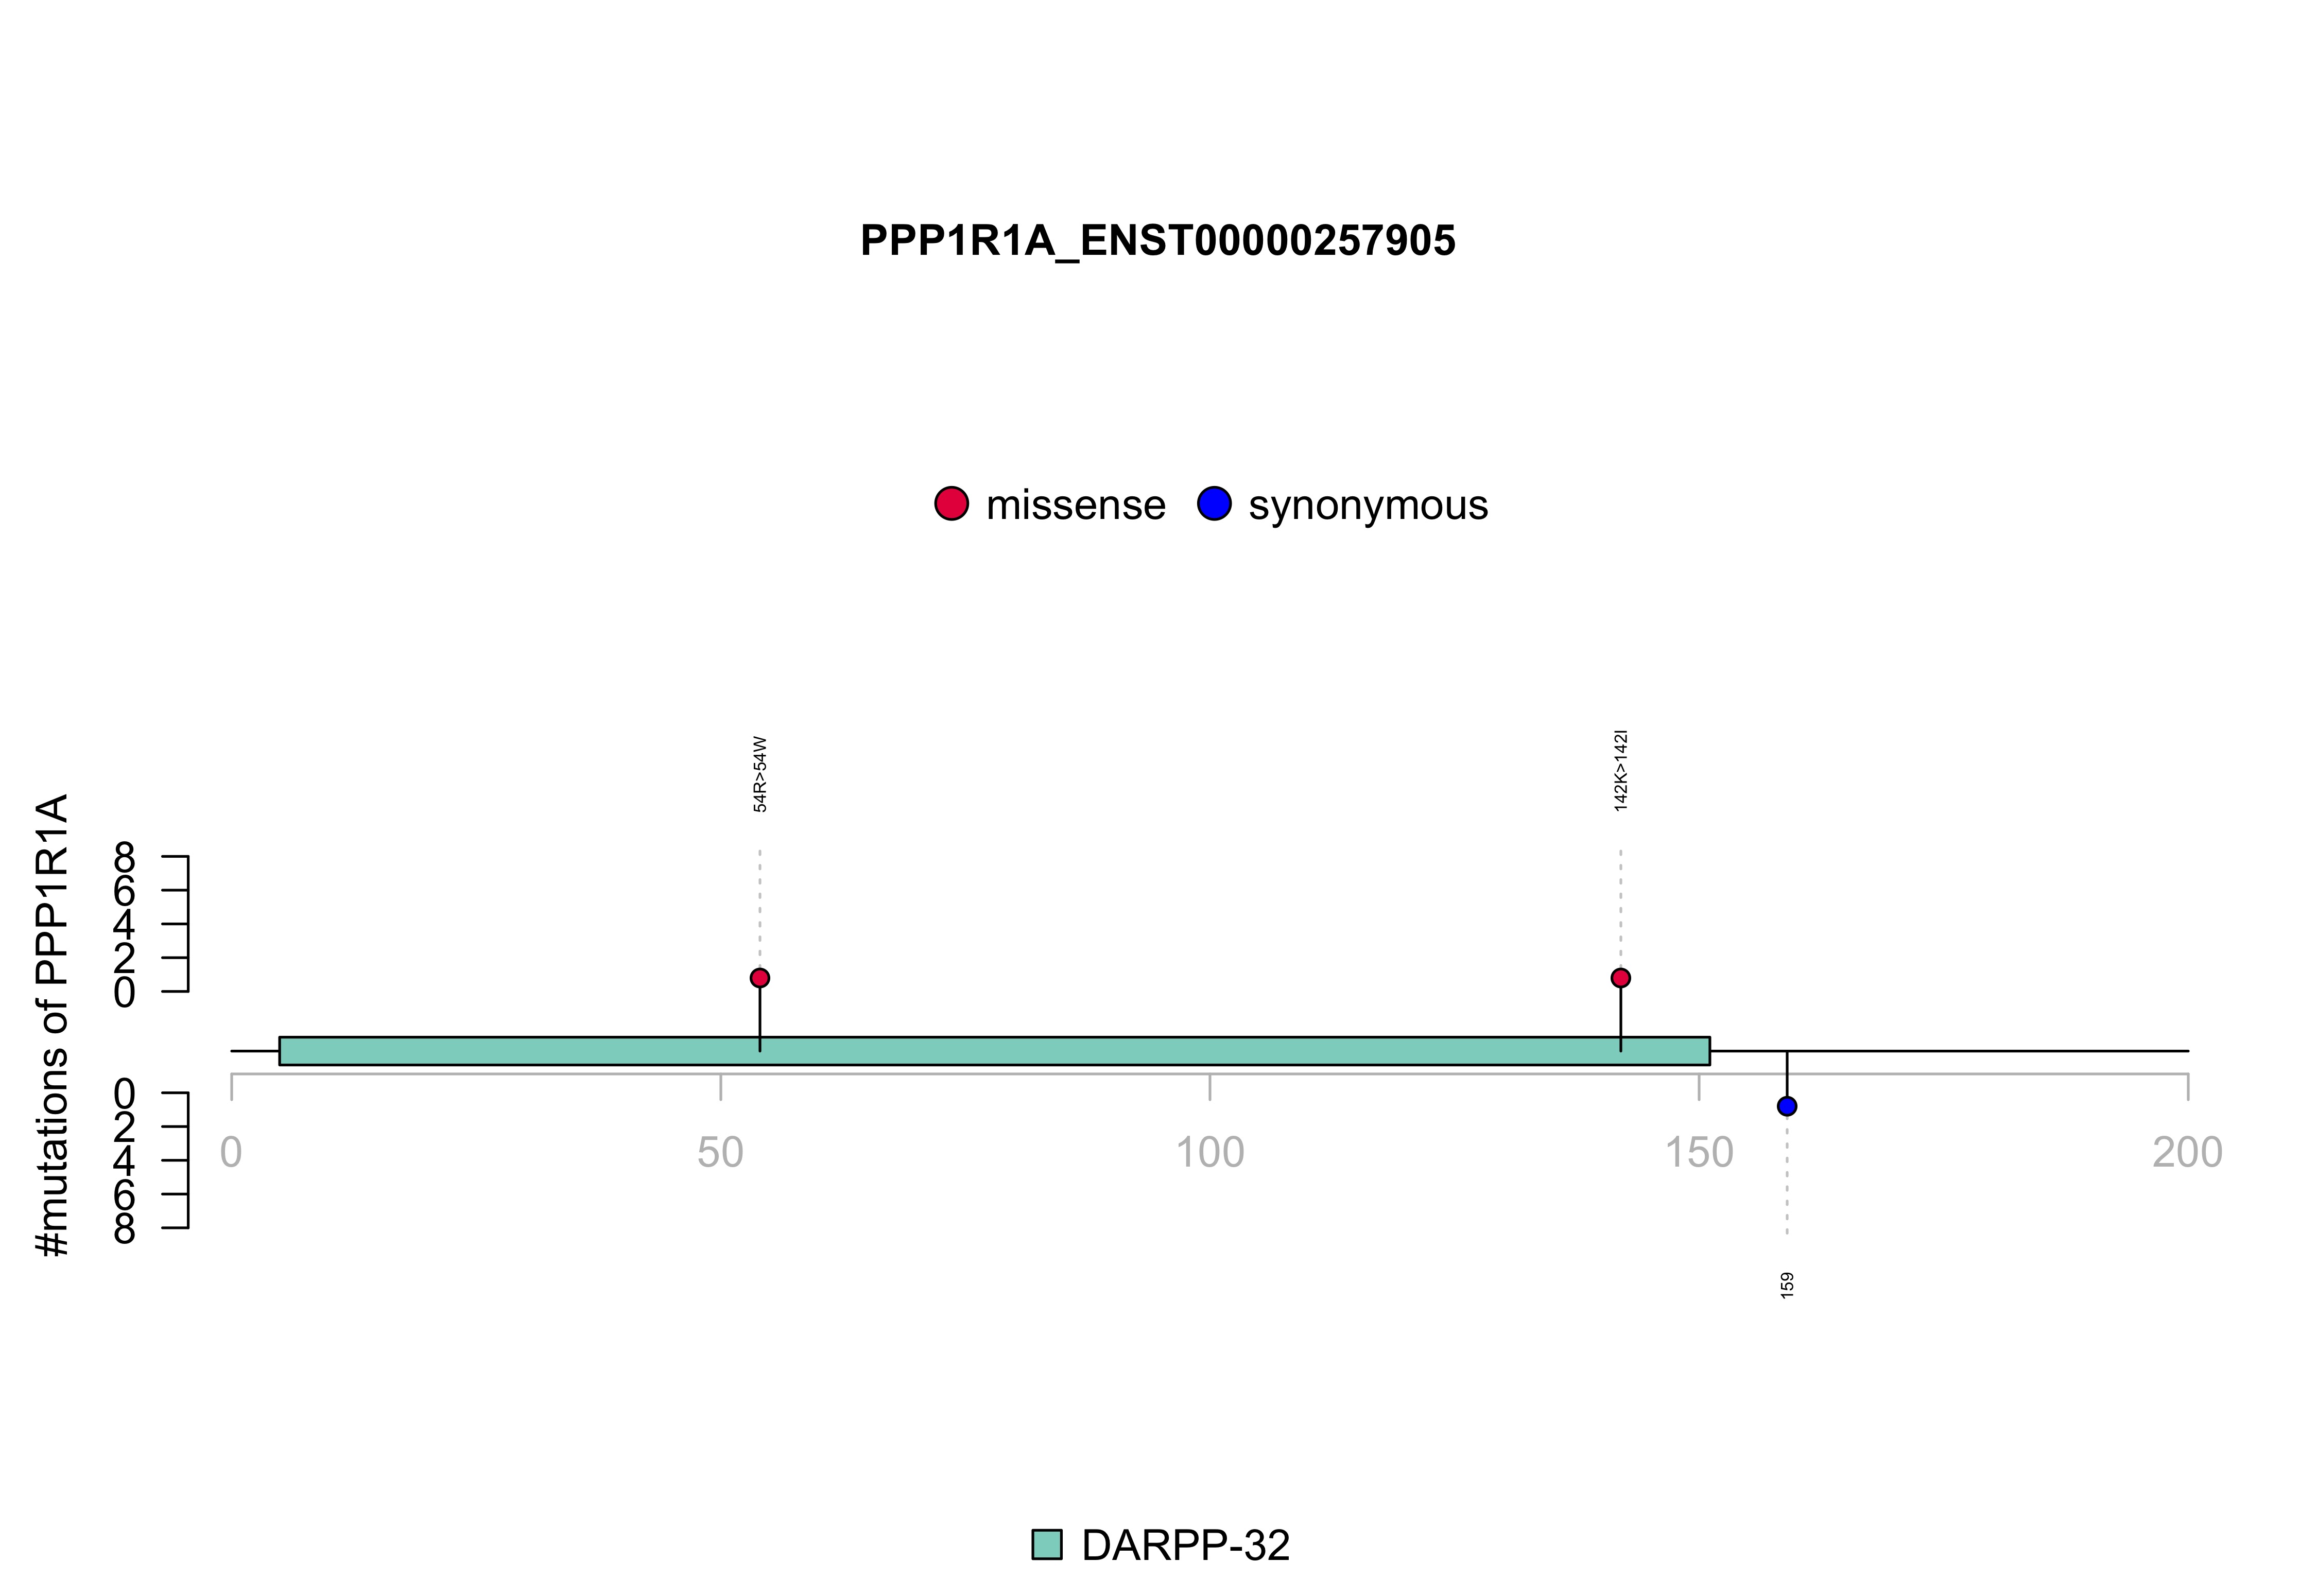 PPP1R1A_ENST00000257905
missense synonymous
54R>54W
142K>142I
#mutations of PPP1R1A
8
6
4
2
0
0
2
4
6
8
0 50 100 150 200
159
DARPP-32